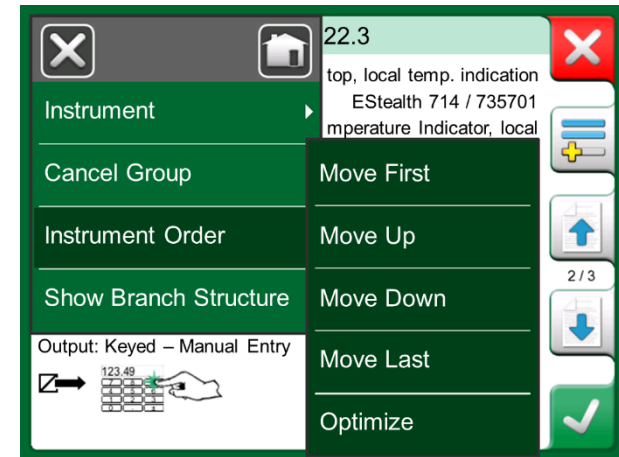 22.3
top, local temp. indication
EStealth 714 / 735701
mperature Indicator, local
Instrument
Cancel Group
Instrument Order
Show Branch Structure
Move First
Move Up
Move Down
Move Last
Optimize
2/3
Output: Keyed – Manual Entry
123.49